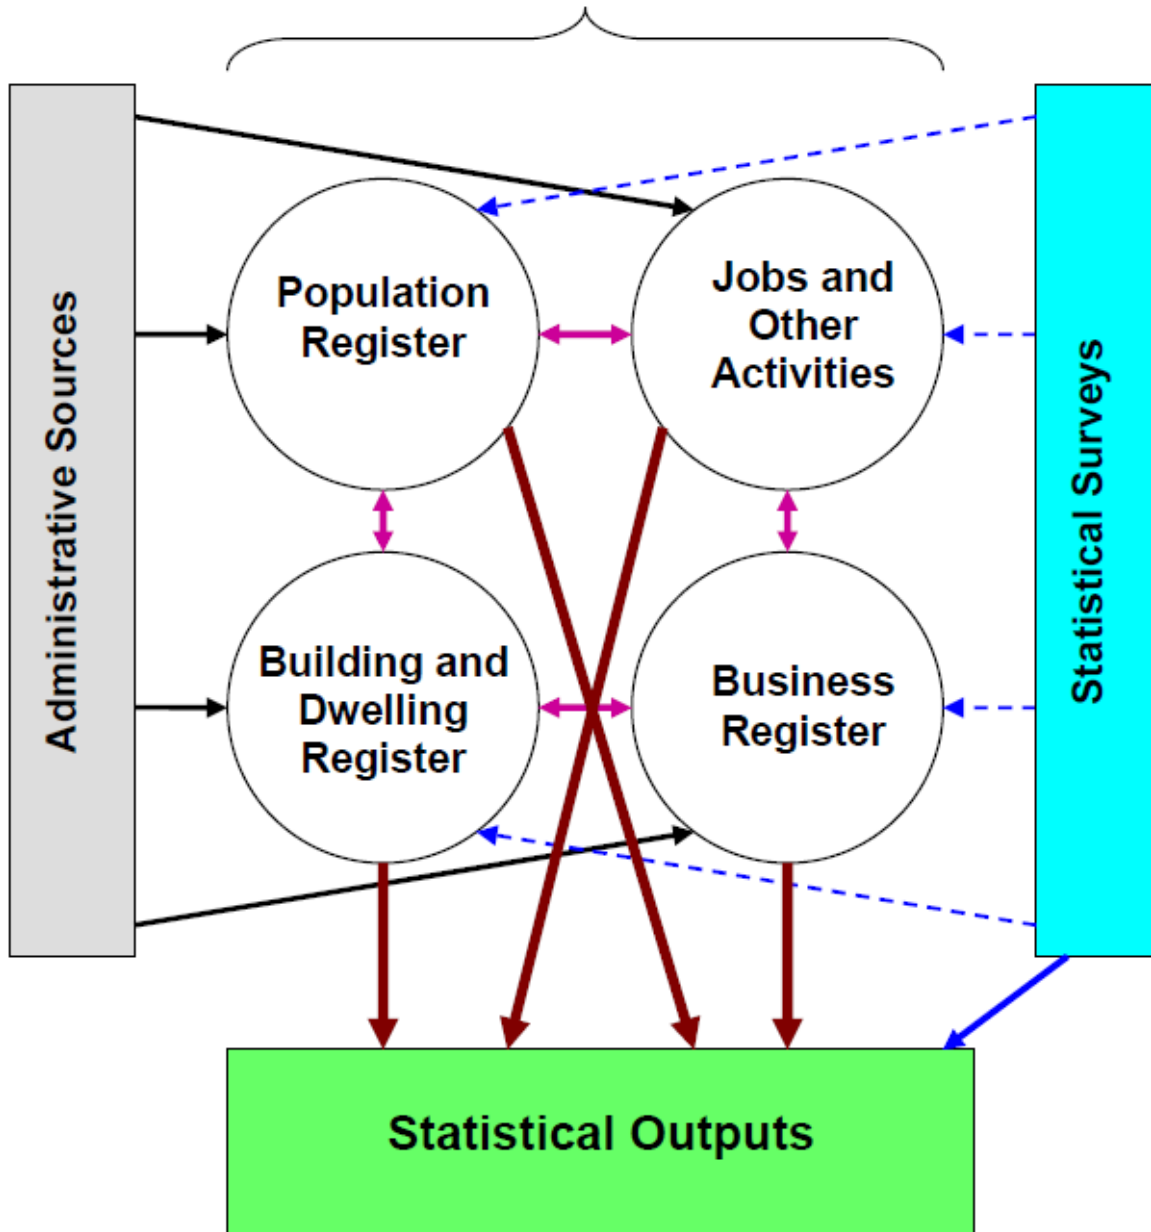 Administrative Sources
Population
Register
Jobs and
Other
Activities
Building and
Dwelling
Register
Business
Register
Statistical Surveys
Statistical Outputs